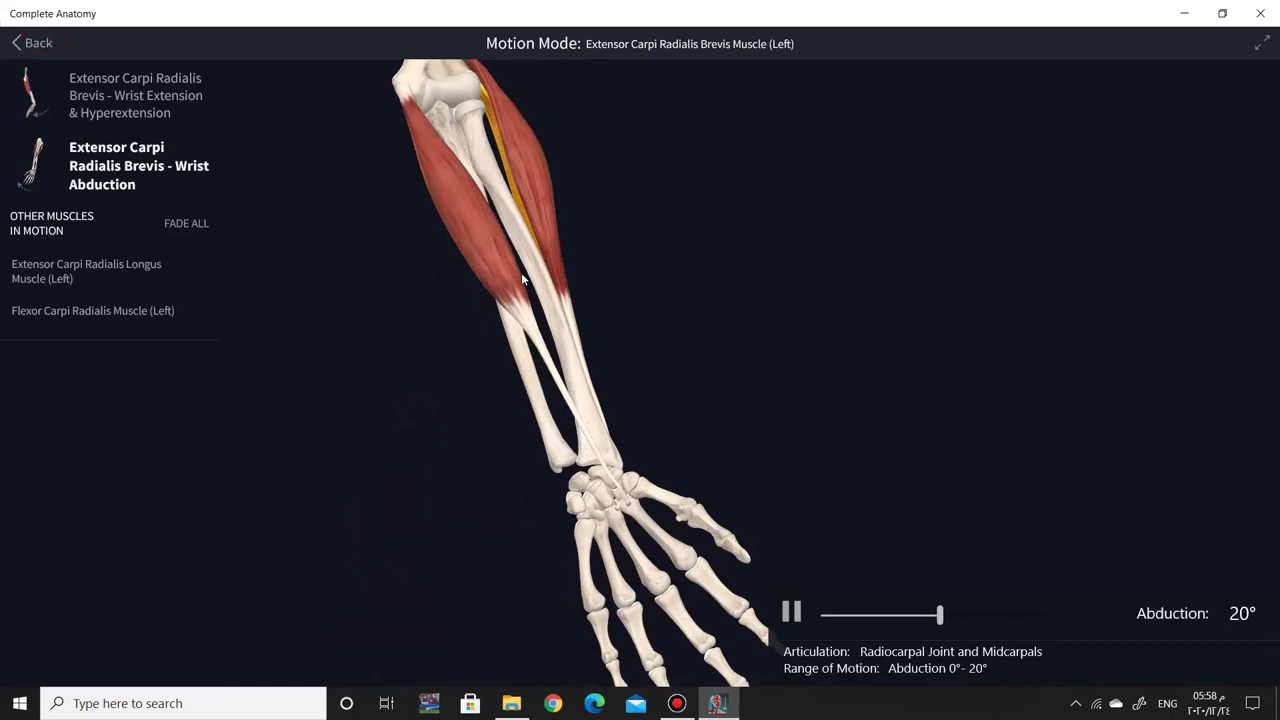 Complete Anatomy
Back
Motion Mode: Extensor Carpi Radialis Brevis Muscle (Left)
Extensor Carpi Radialis
Brevis - Wrist Extension
& Hyperextension
Extensor Carpi
Radialis Brevis - Wrist
Abduction
OTHER MUSCLES
IN MOTION
FADE ALL
Extensor Carpi Radialis Longus
Muscle (Left)
Flexor Carpi Radialis Muscle (Left)
Abduction: 20°
Articulation: Radiocarpal Joint and Midcarpals
Range of Motion: Abduction 0°- 20°
Type here to search
ENG
05:58 م